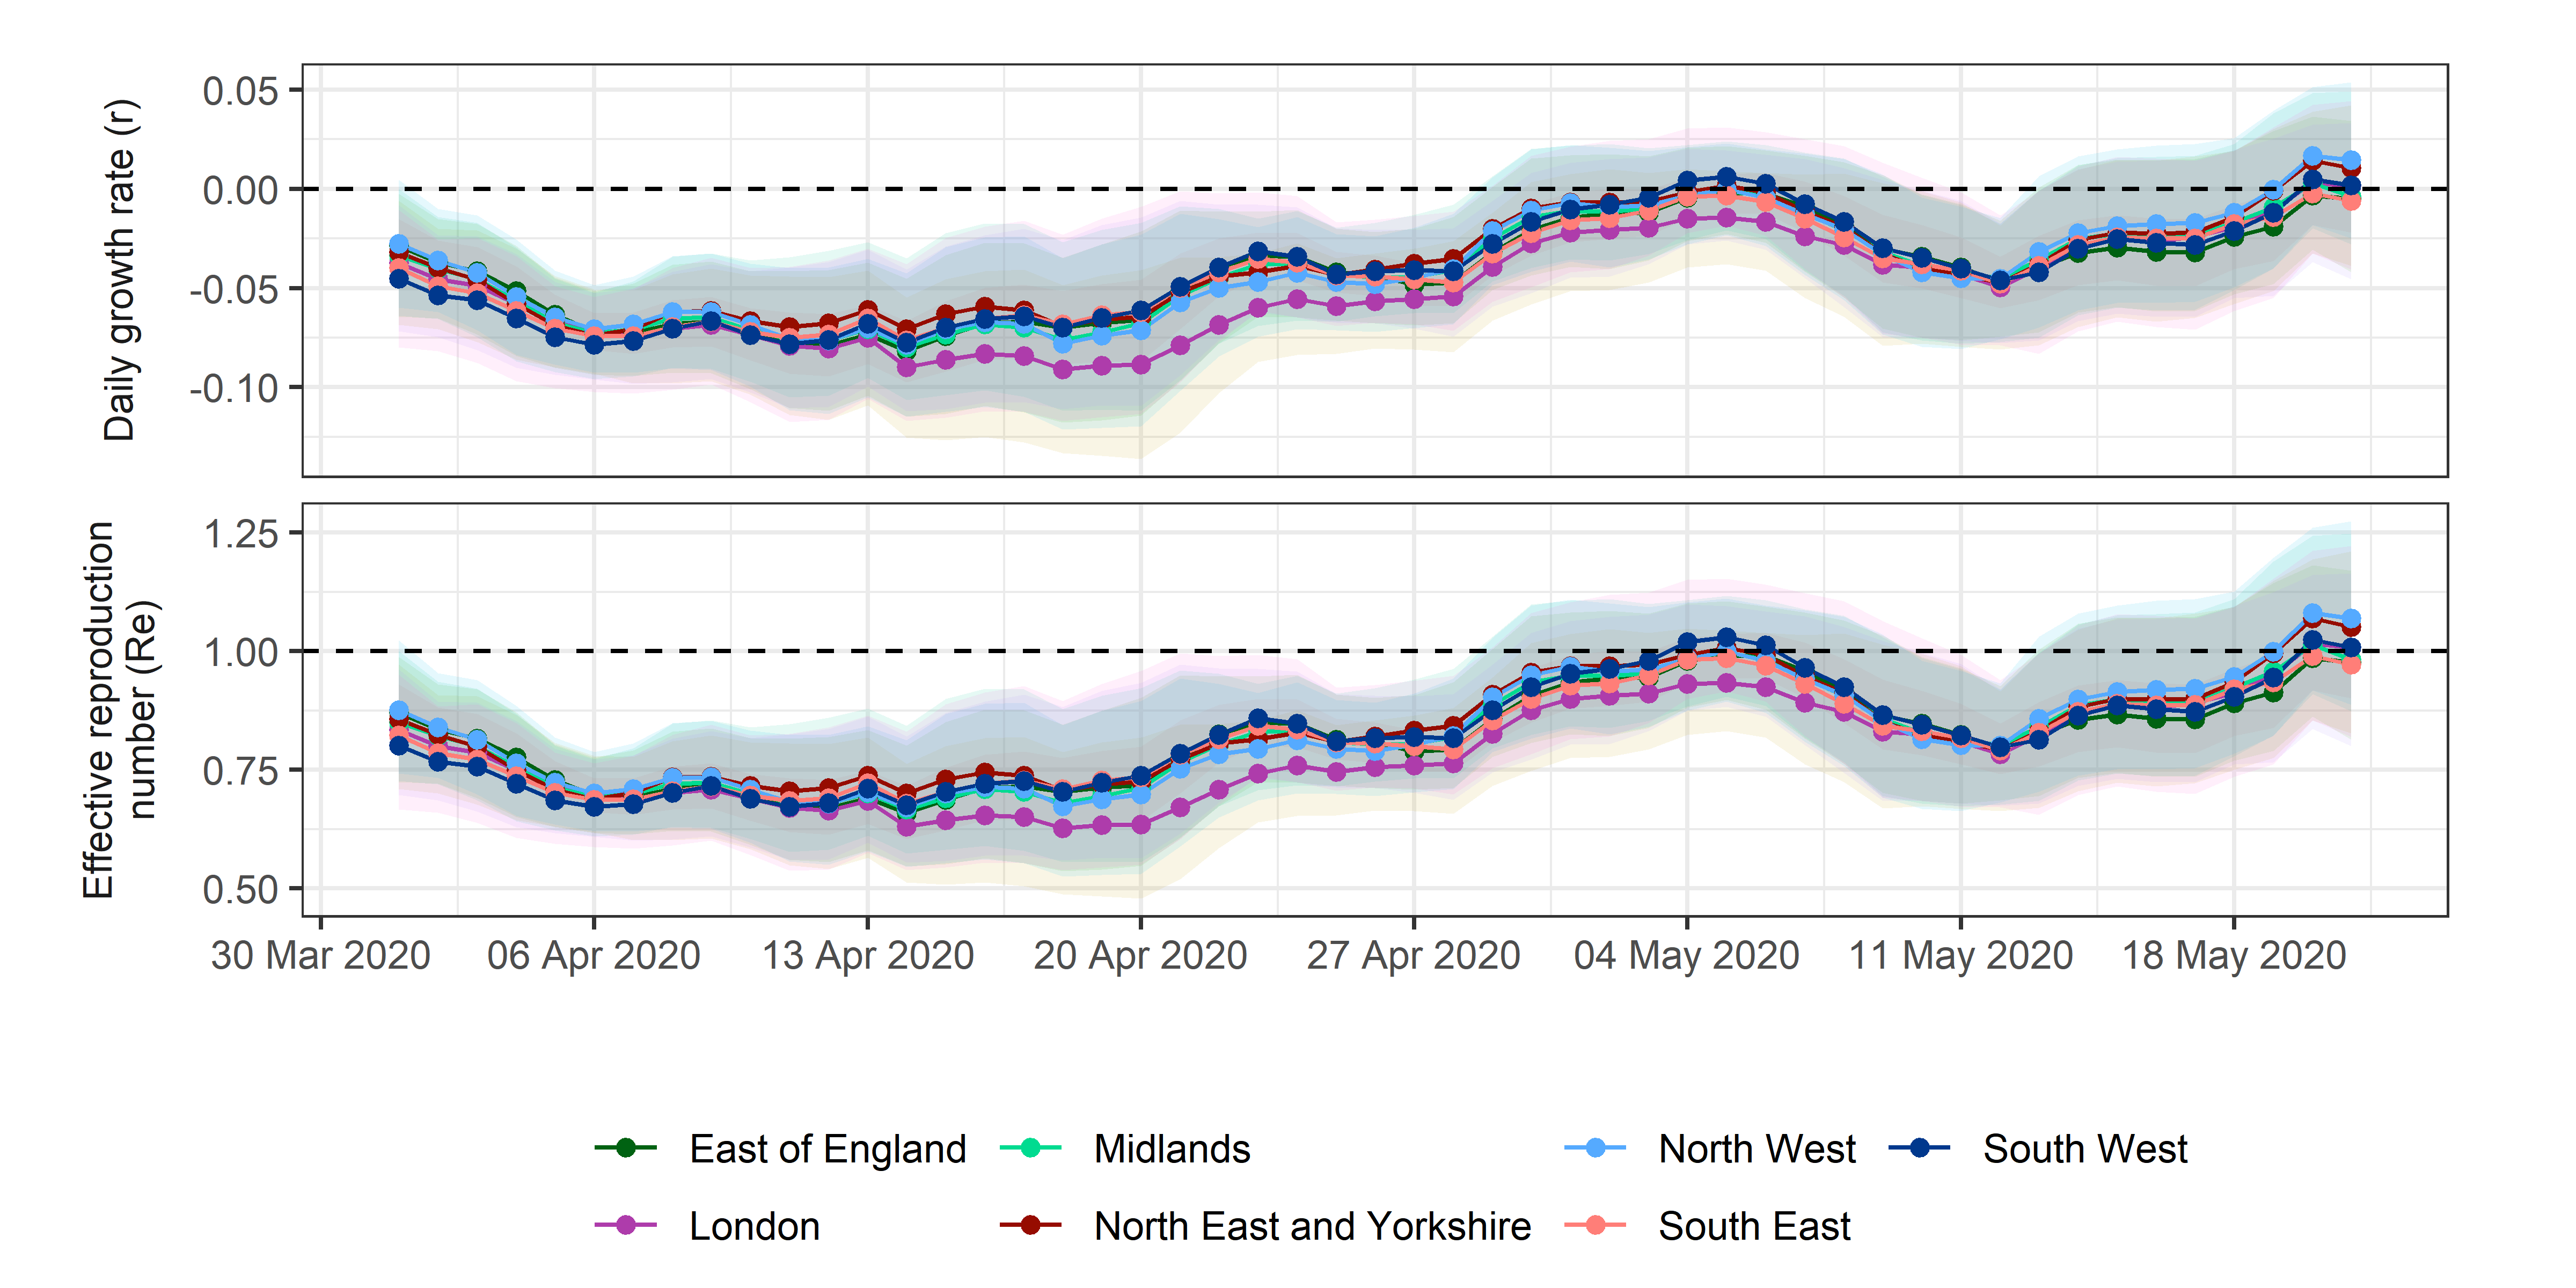 Daily growth rate (r)
0.05
0.00
-0.05
-0.10
Effective reproduction
number (Re)
1.25
1.00
0.75
0.50
30 Mar 2020 06 Apr 2020 13 Apr 2020 20 Apr 2020 27 Apr 2020 04 May 2020 11 May 2020 18 May 2020
East of England Midlands North West South West
London North East and Yorkshire South East